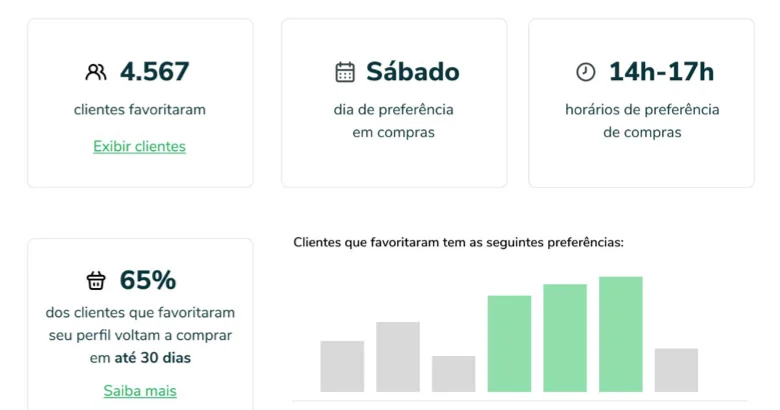 4.567
clientes favoritaram
Exibir clientes
Sábado
dia de preferência
em compras
14h-17h
horários de preferência
de compras
65%
dos clientes que favoritaram
seu perfil voltam a comprar
em até 30 dias
Saiba mais
Clientes que favoritaram tem as seguintes preferências: